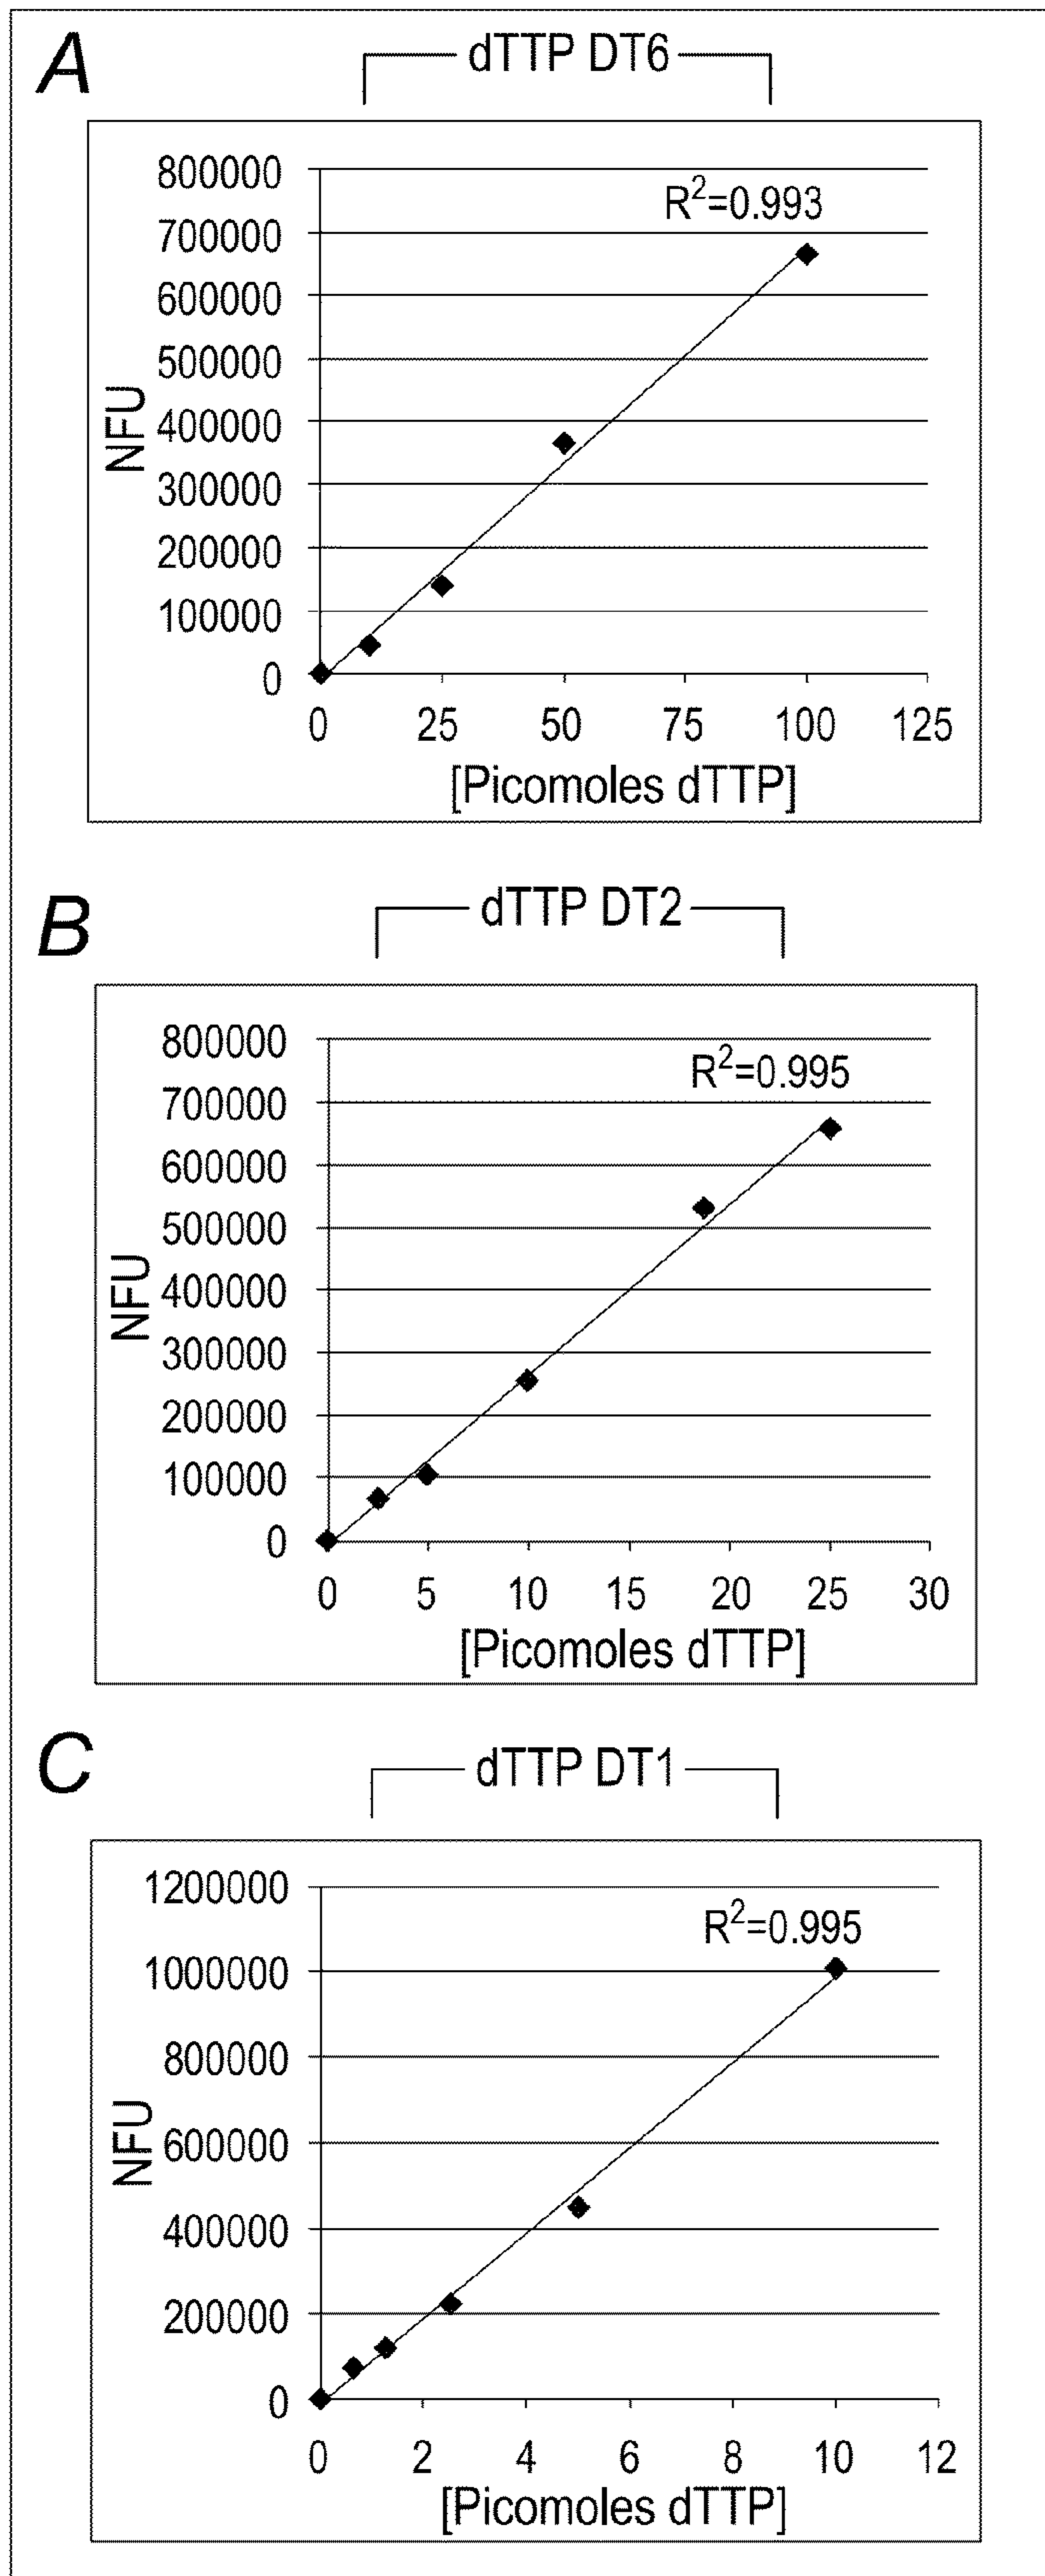 A
dTTP DT6
800000
700000
600000
500000
400000
300000
200000
100000
0
R²=0.993
NFU
0 25 50 75 100 125
[Picomoles dTTP]
B
dTTP DT2
800000
700000
600000
500000
400000
300000
200000
100000
0
R²=0.995
NFU
0 5 10 15 20 25 30
[Picomoles dTTP]
C
dTTP DT1
1200000
1000000
800000
600000
400000
200000
0
R²=0.995
NFU
0 2 4 6 8 10 12
[Picomoles dTTP]